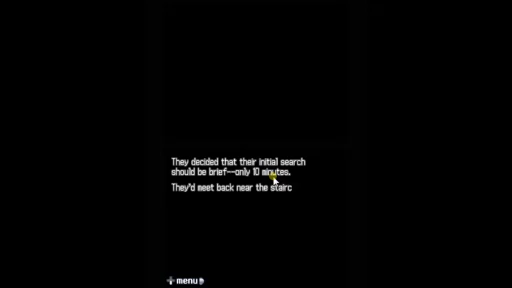 They decided that their initial search
should be brief--only 10 minutes.
They'd meet back near the stairc
menu